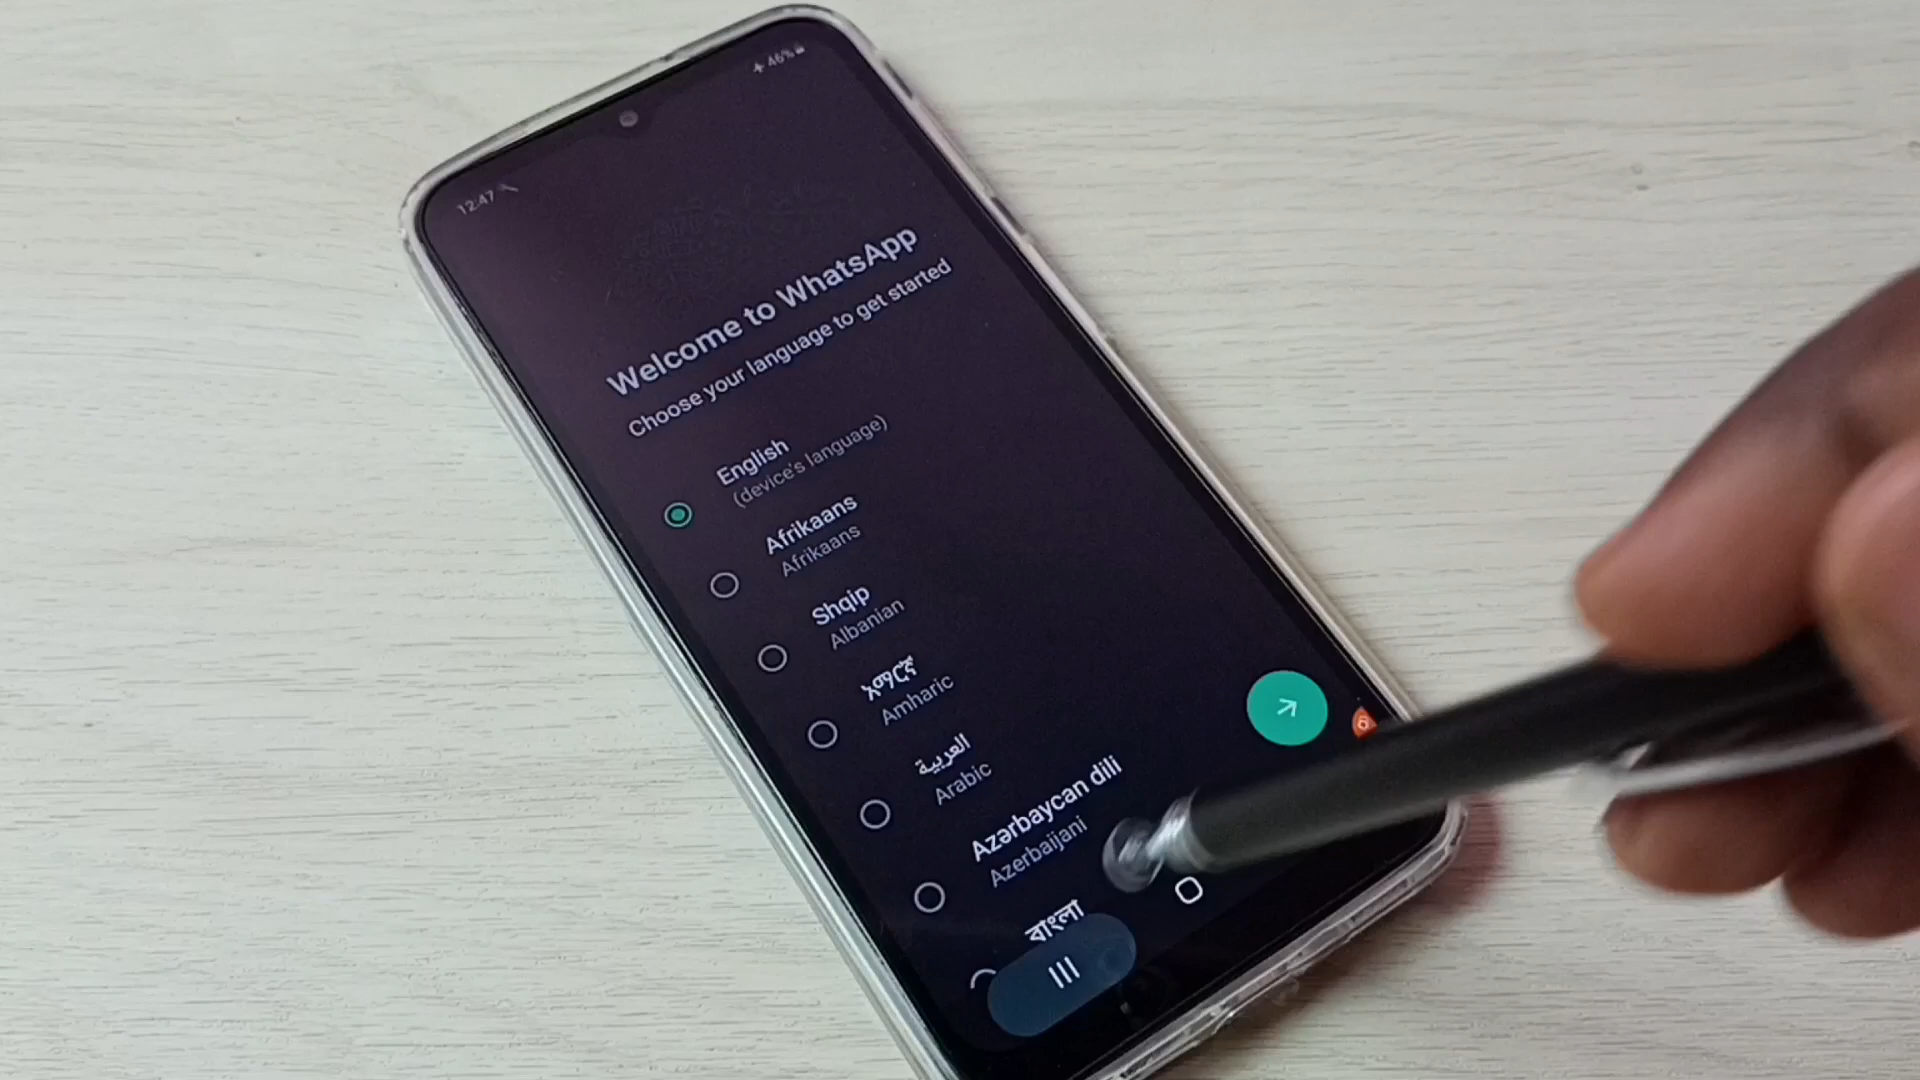 12:47
46%
Welcome to WhatsApp
Choose your language to get started
English
(device's language)
Afrikaans
Afrikaans
Shqip
Albanian
አማርኛ
Amharic
العربية
Arabic
Azərbaycan dili
Azerbaijani
বাংলা